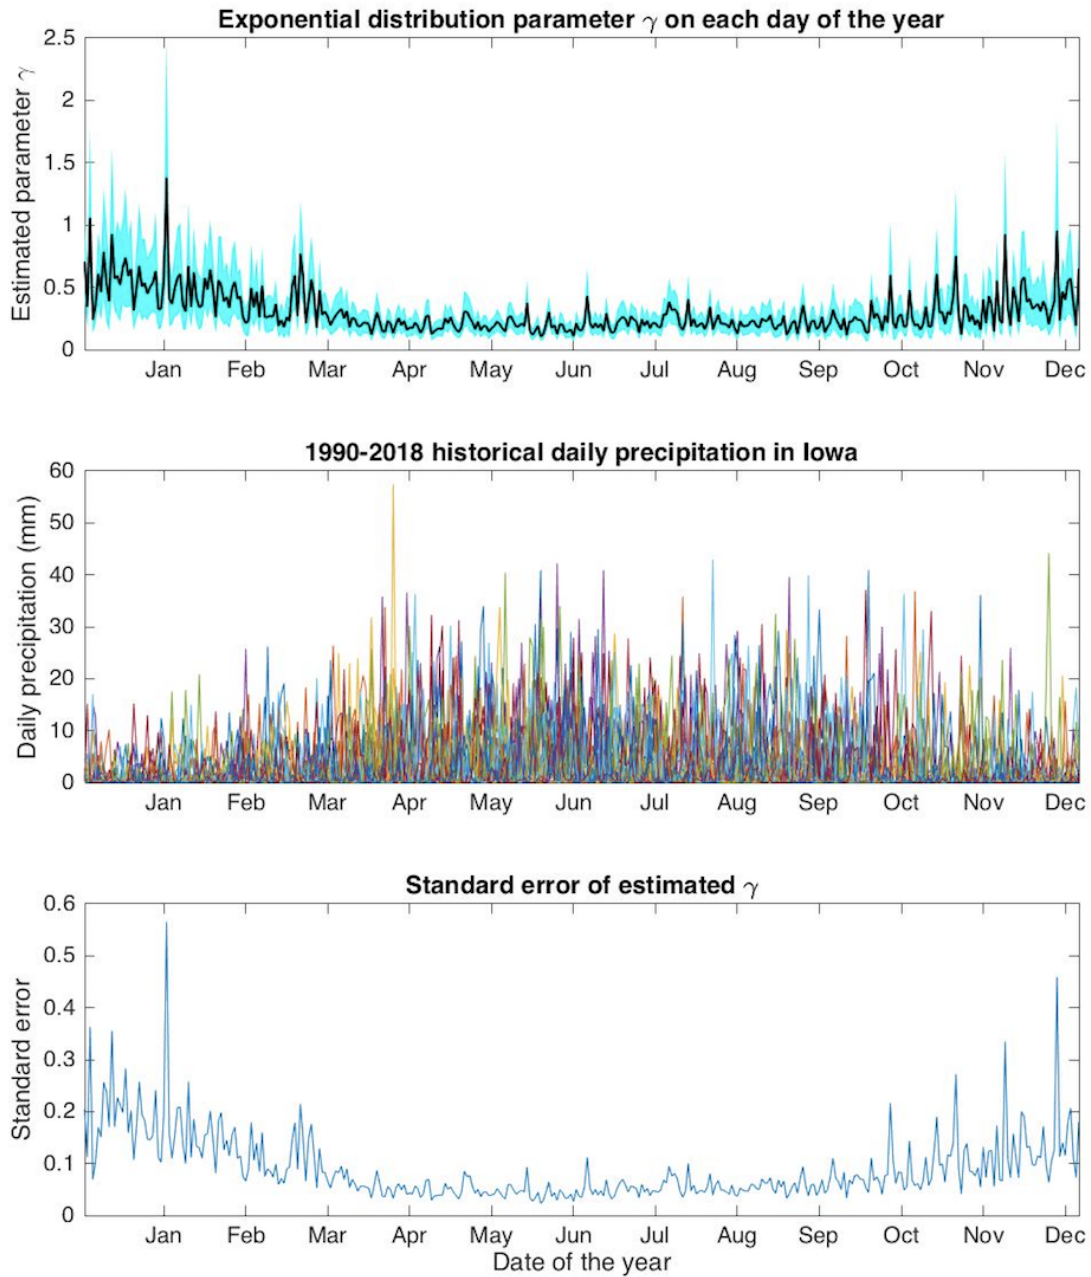 Exponential distribution parameter γ on each day of the year
Estimated parameter γ
2.5
2
1.5
1
0.5
0
Jan Feb Mar Apr May Jun Jul Aug Sep Oct Nov Dec
1990-2018 historical daily precipitation in Iowa
Daily precipitation (mm)
60
50
40
30
20
10
0
Jan Feb Mar Apr May Jun Jul Aug Sep Oct Nov Dec
Standard error of estimated γ
Standard error
0.6
0.5
0.4
0.3
0.2
0.1
0
Jan Feb Mar Apr May Jun Jul Aug Sep Oct Nov Dec
Date of the year